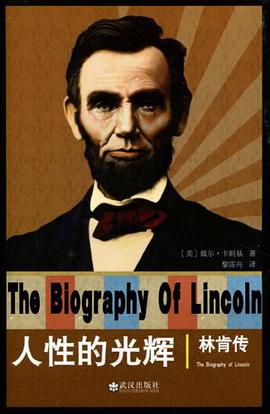 [美] 戴尔·卡耐基 著
黎霈舟 译
The Biography Of Lincoln
人性的光辉 | 林肯传
The Biography of Lincoln
武汉出版社